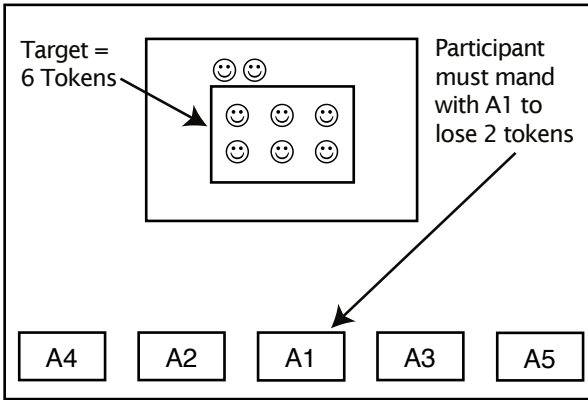 Target =
6 Tokens
Participant
must mand
with A1 to
lose 2 tokens
A4 A2 A1 A3 A5